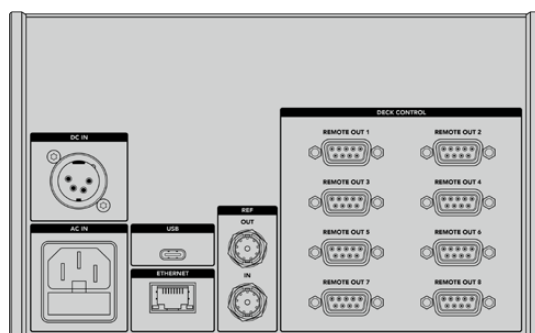 DECK CONTROL
REMOTE OUT 1
REMOTE OUT 2
DC IN
REMOTE OUT 3
REMOTE OUT 4
AC IN
USB
REF
OUT
REMOTE OUT 5
REMOTE OUT 6
ETHERNET
IN
REMOTE OUT 7
REMOTE OUT 8